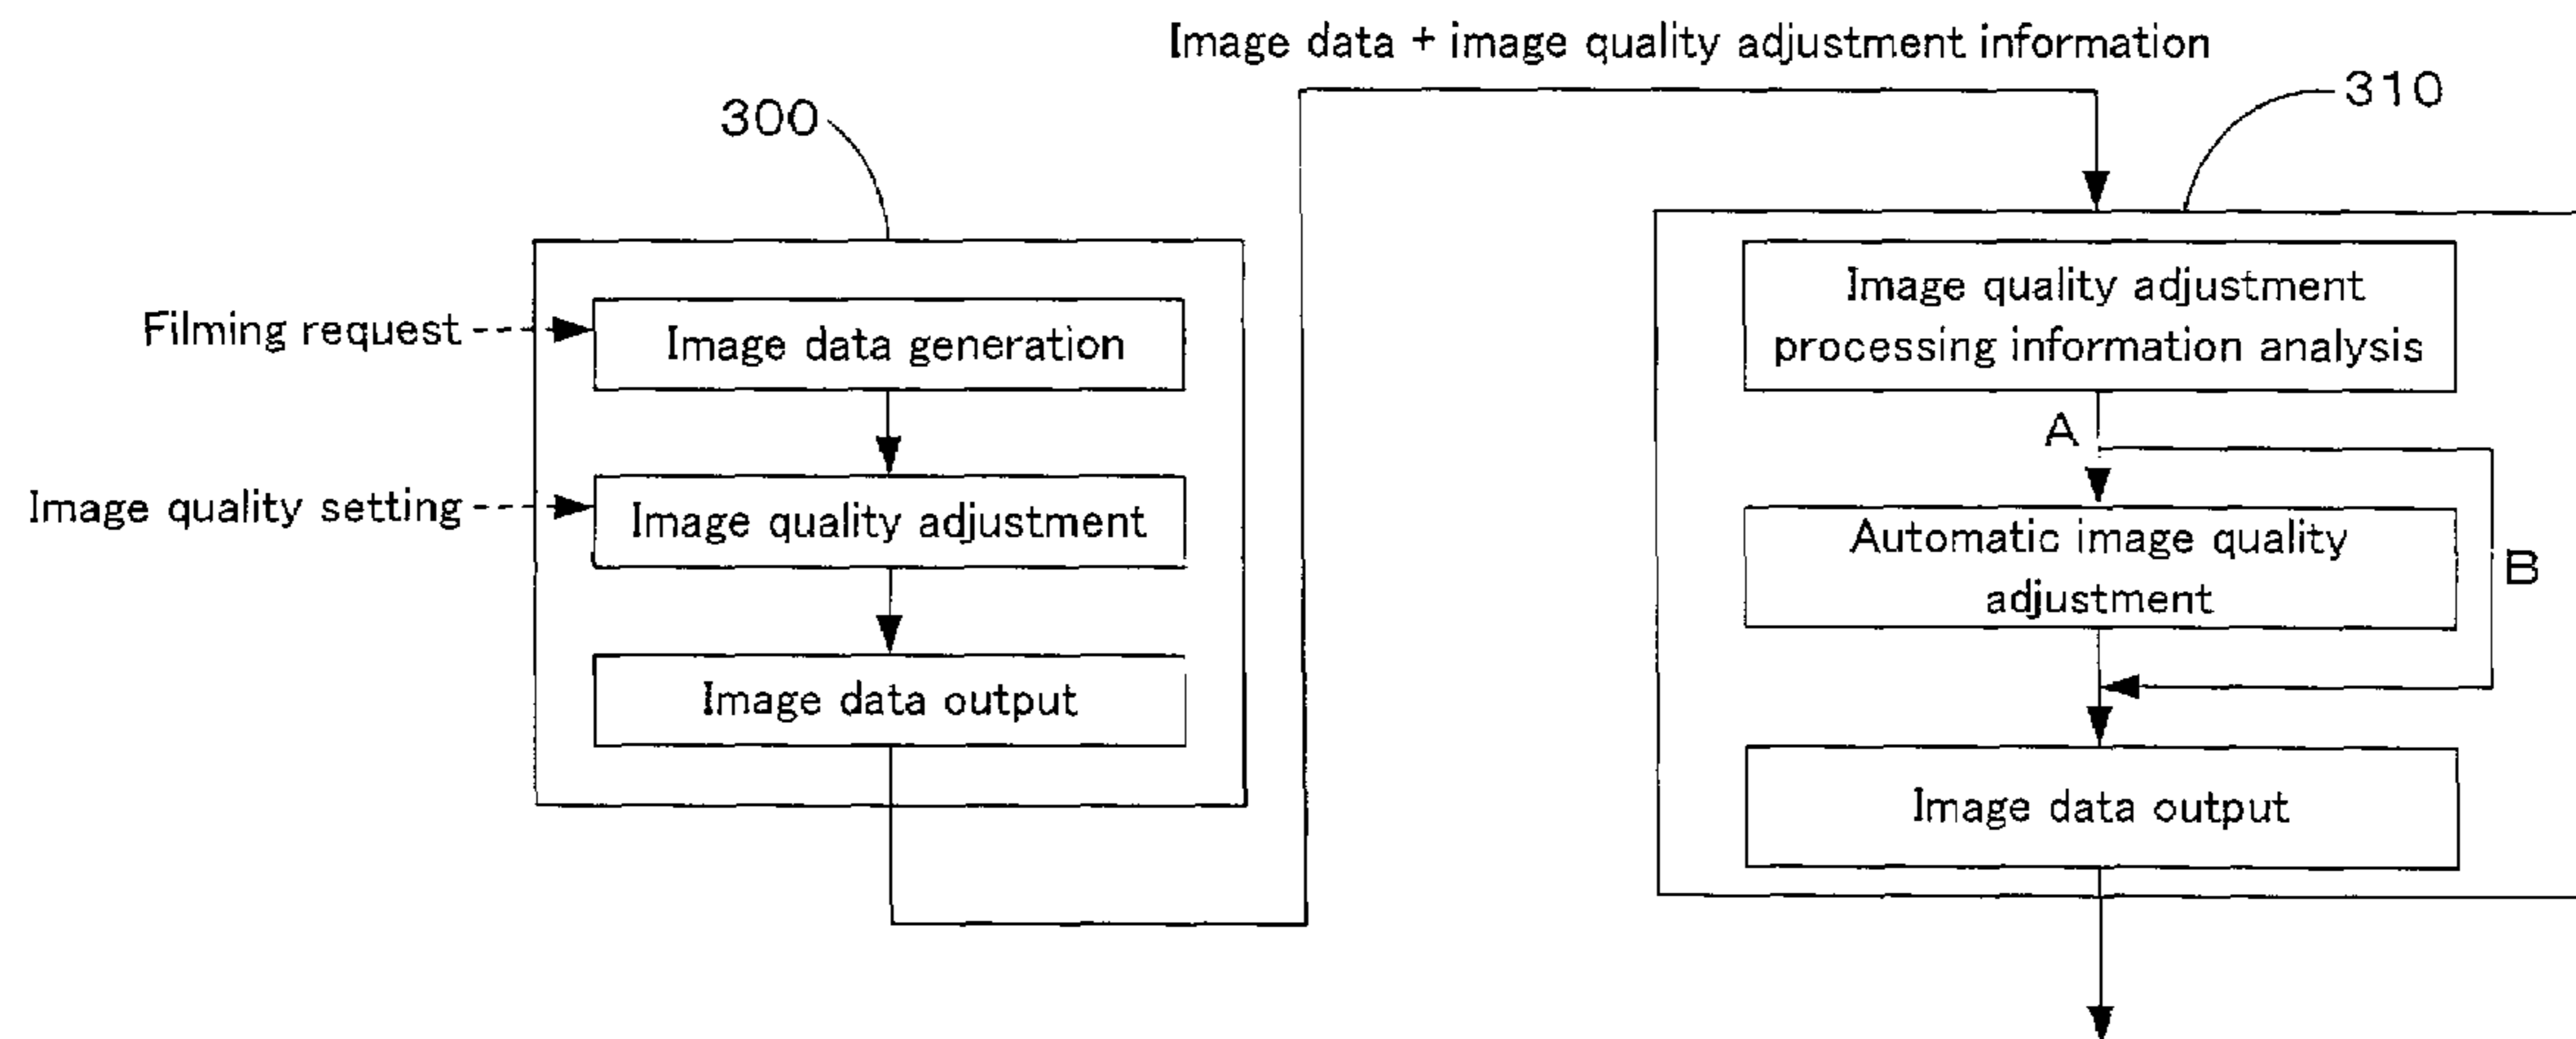 Image data + image quality adjustment information
300
310
Filming request
Image data generation
Image quality setting
Image quality adjustment
Image data output
Image quality adjustment
processing information analysis
A
Automatic image quality
adjustment
B
Image data output